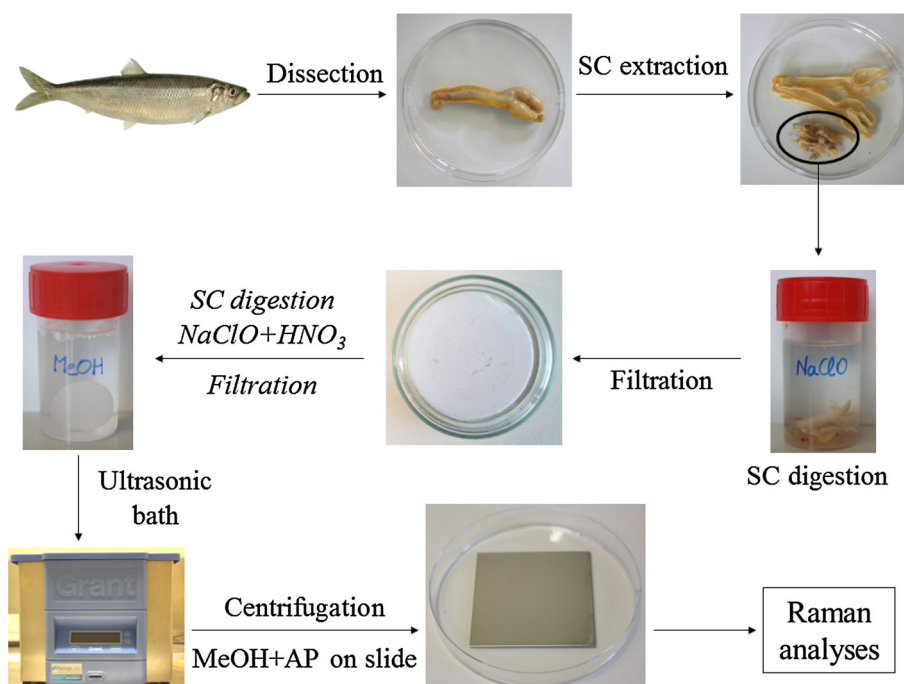 Dissection
SC extraction
SC digestion
NaClO+HNO₃
Filtration
MeOH
Filtration
NaClO
SC digestion
Ultrasonic
bath
Grant
Grant
Centrifugation
MeOH+AP on slide
Raman
analyses